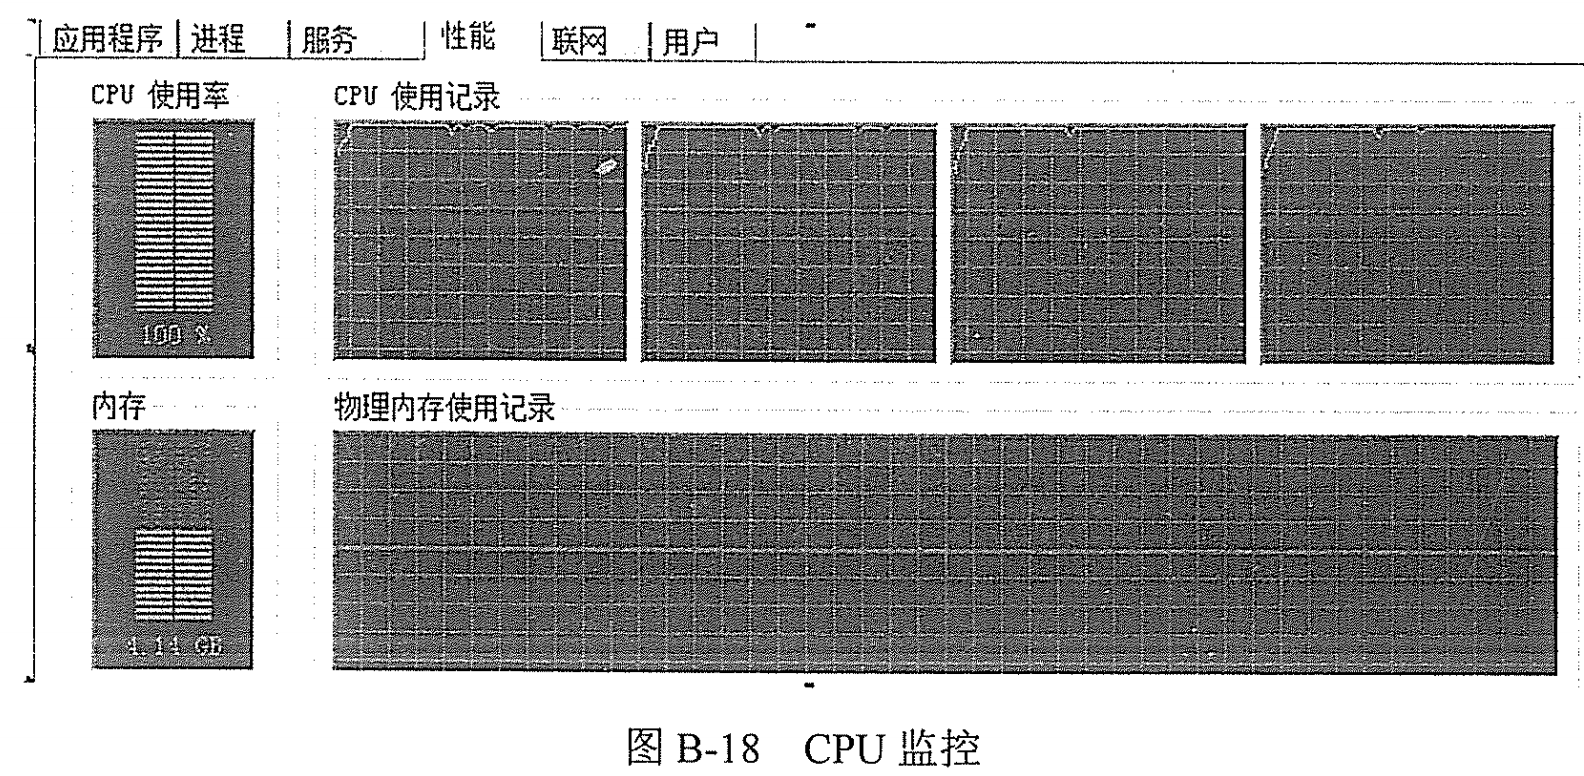 应用程序 进程 服务 性能 联网 用户
CPU 使用率 CPU 使用记录
100 %
内存 物理内存使用记录
4.14 GB
图 B-18 CPU 监控